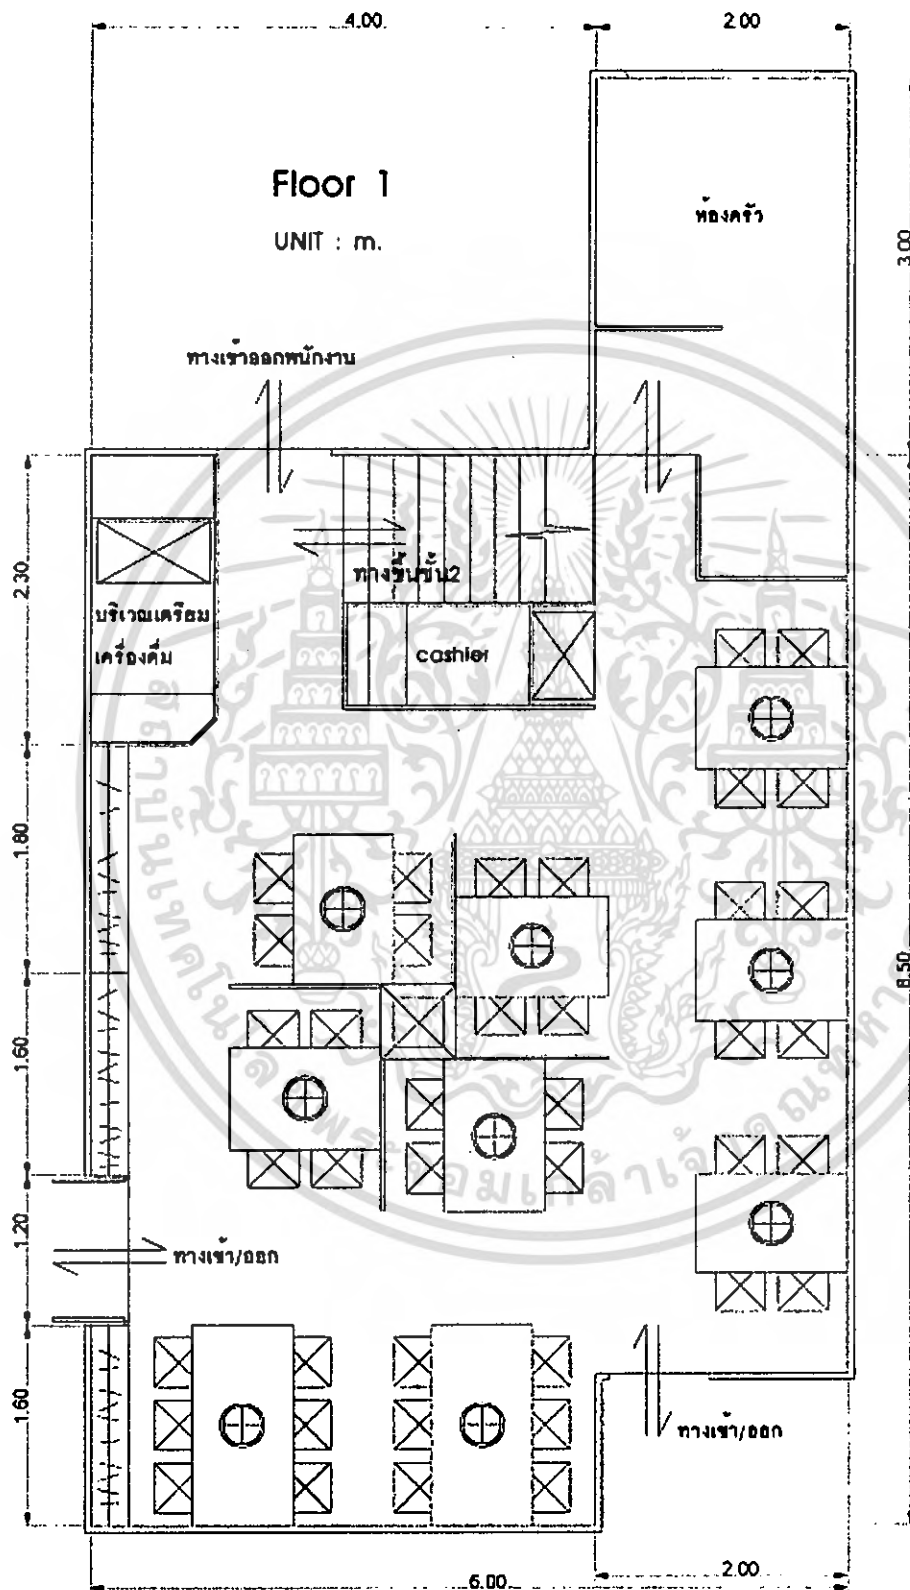 4.00
2.00
Floor 1
UNIT : m.
ห้องครัว
3.00
ทางเข้าออกพนักงาน
2.30
ทางขึ้นชั้น2
บริเวณเตรียม
เครื่องดื่ม
cashier
1.80
8.50
1.60
1.20
ทางเข้า/ออก
1.60
ทางเข้า/ออก
2.00
6.00